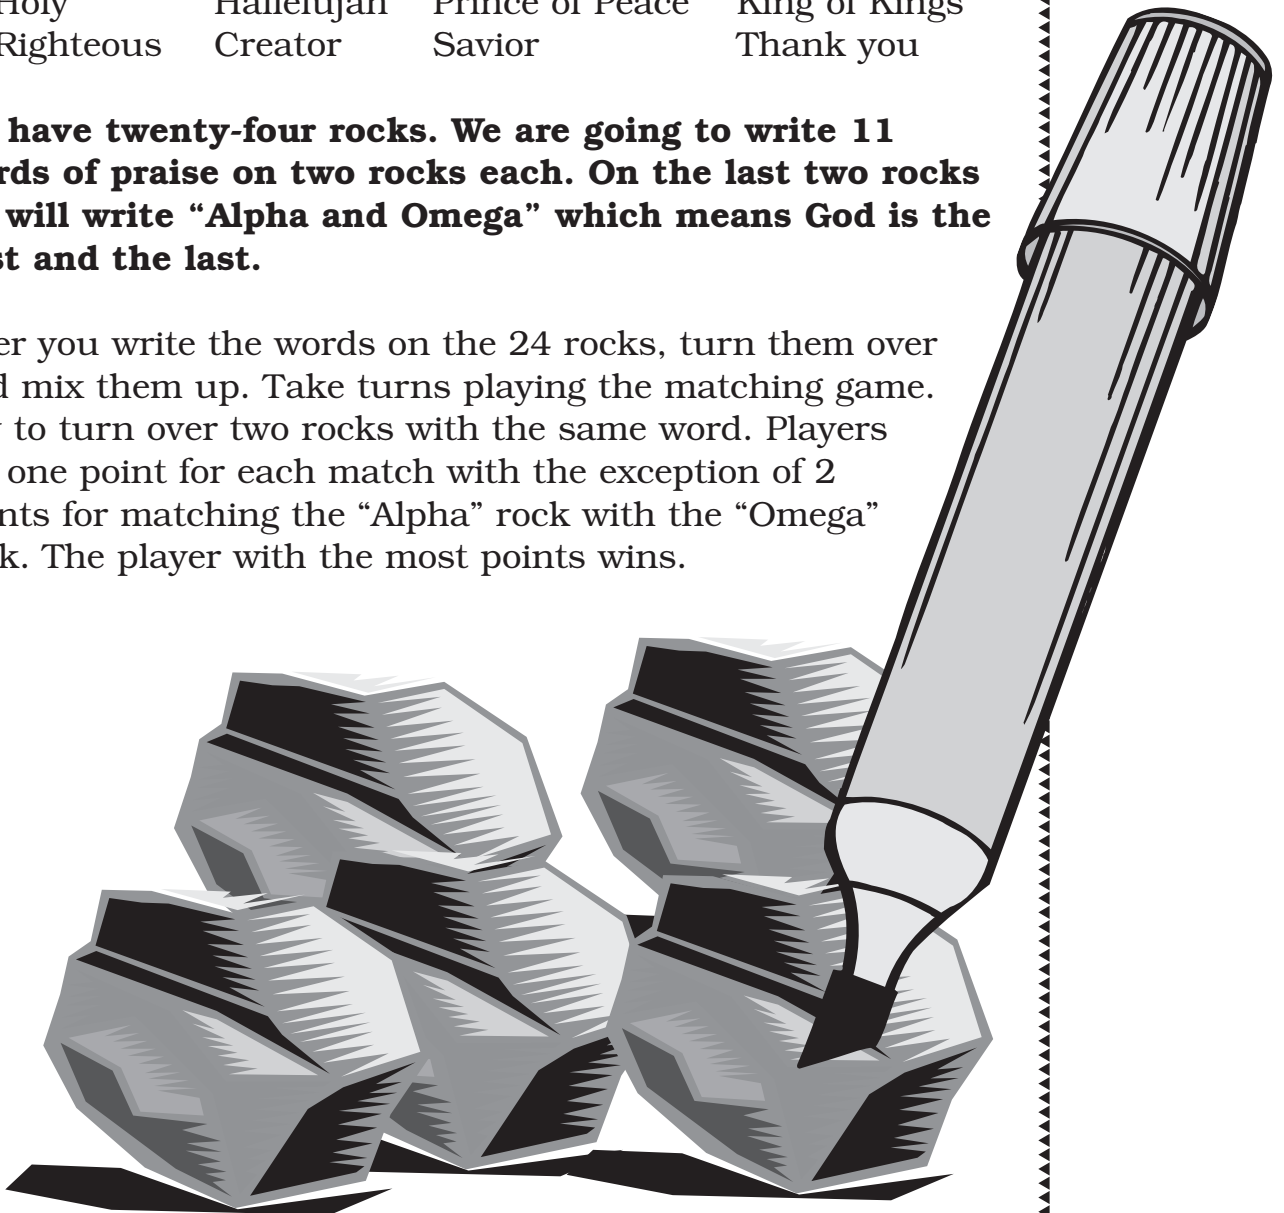 Holy Hallelujah Prince of Peace King of Kings
Righteous Creator Savior Thank you
have twenty-four rocks. We are going to write 11
rds of praise on two rocks each. On the last two rocks
will write “Alpha and Omega” which means God is the
st and the last.
er you write the words on the 24 rocks, turn them over
d mix them up. Take turns playing the matching game.
y to turn over two rocks with the same word. Players
one point for each match with the exception of 2
nts for matching the “Alpha” rock with the “Omega”
k. The player with the most points wins.